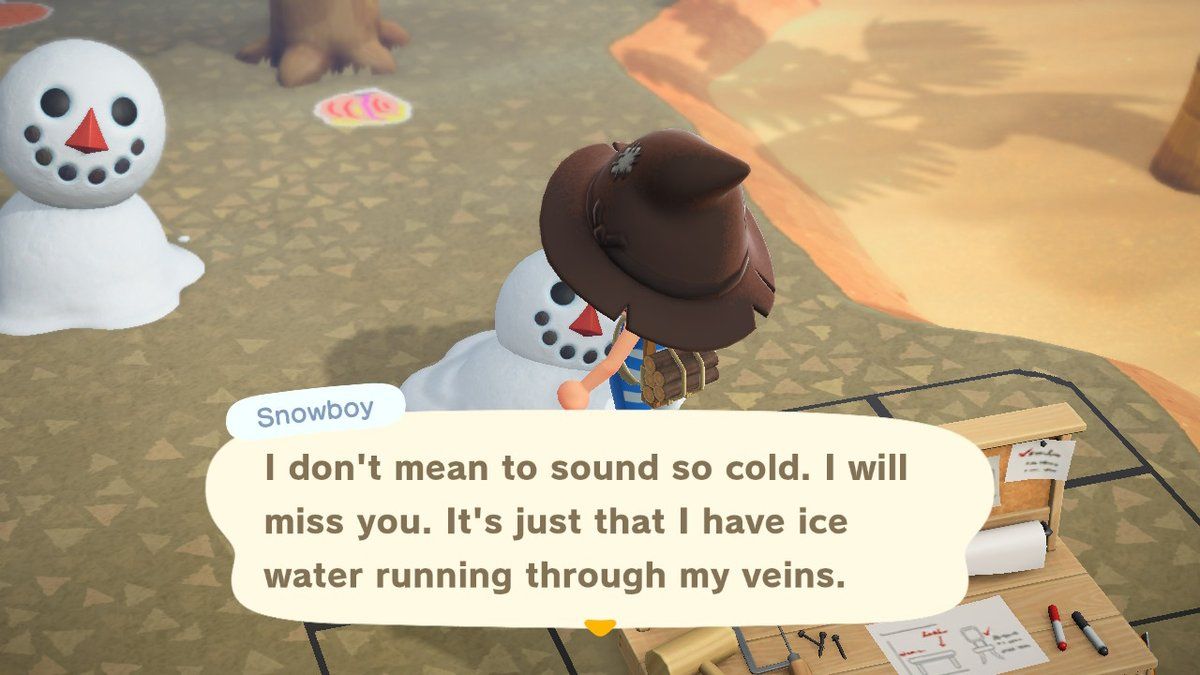 Snowboy
I don't mean to sound so cold. I will
miss you. It's just that I have ice
water running through my veins.